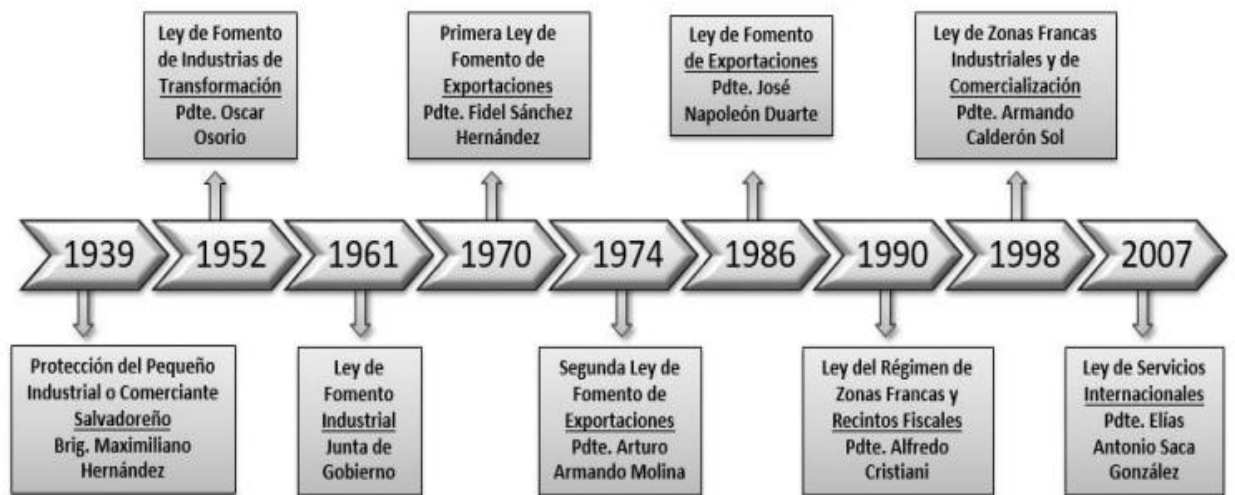 Ley de Fomento
de Industrias de
Transformación
Pdte. Oscar
Osorio
Primera Ley de
Fomento de
Exportaciones
Pdte. Fidel Sánchez
Hernández
Ley de Fomento
de Exportaciones
Pdte. José
Napoleón Duarte
Ley de Zonas Francas
Industriales y de
Comercialización
Pdte. Armando
Calderón Sol
1939
1952
1961
1970
1974
1986
1990
1998
2007
Protección del Pequeño
Industrial o Comerciante
Salvadoreño
Brig. Maximiliano
Hernández
Ley de
Fomento
Industrial
Junta de
Gobierno
Segunda Ley de
Fomento de
Exportaciones
Pdte. Arturo
Armando Molina
Ley del Régimen de
Zonas Francas y
Recintos Fiscales
Pdte. Alfredo
Cristiani
Ley de Servicios
Internacionales
Pdte. Elías
Antonio Saca
González